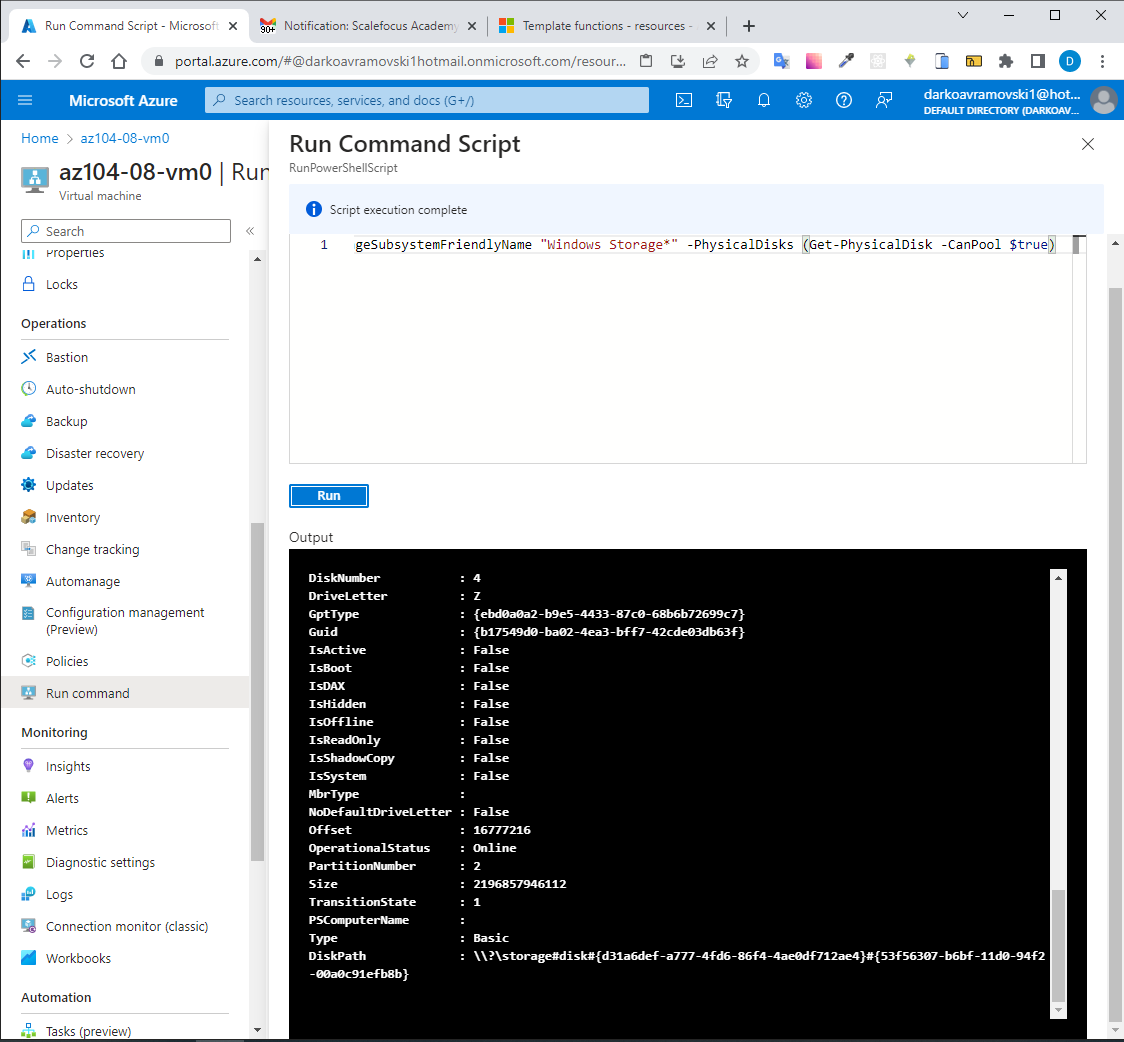 Run Command Script - Microsoft
90+
Notification: Scalefocus Academy
Template functions - resources -
portal.azure.com/#@darkoavramovski1hotmail.onmicrosoft.com/resour...
D
Microsoft Azure
Search resources, services, and docs (G+/)
darkoavramovski1@hot...
DEFAULT DIRECTORY (DARKOAV...
Home > az104-08-vm0
az104-08-vm0 | Run
Virtual machine
Search
«
Properties
Locks
Operations
Bastion
Auto-shutdown
Backup
Disaster recovery
Updates
Inventory
Change tracking
Automanage
Configuration management
(Preview)
Policies
Run command
Monitoring
Insights
Alerts
Metrics
Diagnostic settings
Logs
Connection monitor (classic)
Workbooks
Automation
Tasks (preview)
Run Command Script
RunPowerShellScript
Script execution complete
1 geSubsystemFriendlyName "Windows Storage*" -PhysicalDisks (Get-PhysicalDisk -CanPool $true)
Run
Output
DiskNumber : 4
DriveLetter : Z
GptType : {ebd0a0a2-b9e5-4433-87c0-68b6b72699c7}
Guid : {b17549d0-ba02-4ea3-bff7-42cde03db63f}
IsActive : False
IsBoot : False
IsDAX : False
IsHidden : False
IsOffline : False
IsReadOnly : False
IsShadowCopy : False
IsSystem : False
MbrType :
NoDefaultDriveLetter : False
Offset : 16777216
OperationalStatus : Online
PartitionNumber : 2
Size : 2196857946112
TransitionState : 1
PSComputerName :
Type : Basic
DiskPath : \\?\storage#disk#{d31a6def-a777-4fd6-86f4-4ae0df712ae4}#{53f56307-b6bf-11d0-94f2
-00a0c91efb8b}